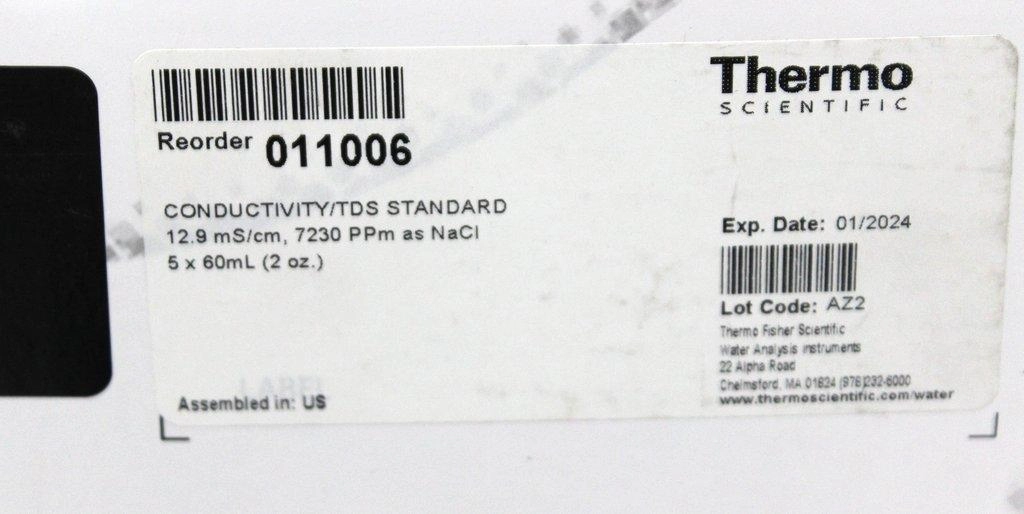 Thermo
SCIENTIFIC
Reorder 011006
CONDUCTIVITY/TDS STANDARD
12.9 mS/cm, 7230 PPm as NaCl
5 x 60mL (2 oz.)
Exp. Date: 01/2024
Lot Code: AZ2
Thermo Fisher Scientific
Water Analysis Instruments
22 Alpha Road
Chelmsford, MA 01824 (978)232-6000
www.thermoscientific.com/water
LABEL
Assembled in: US